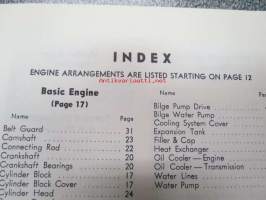 INDEX
ENGINE ARRANGEMENTS ARE LISTED STARTING ON PAGE 12
Basic Engine
(Page 17)
Page
Belt Guard 31
Camshaft 23
Connecting Rod 22
Crankshaft 20
Crankshaft Bearings 20
Cylinder Block 17
Cylinder Block Cover 17
Cylinder Head 24
Name
Bilge Pump Drive
Bilge Water Pump
Cooling System Cover
Expansion Tank
Filler & Cap
Heat Exchanger
Oil Cooler—Engine
Oil Cooler—Transmission
Water Lines
Water Pump